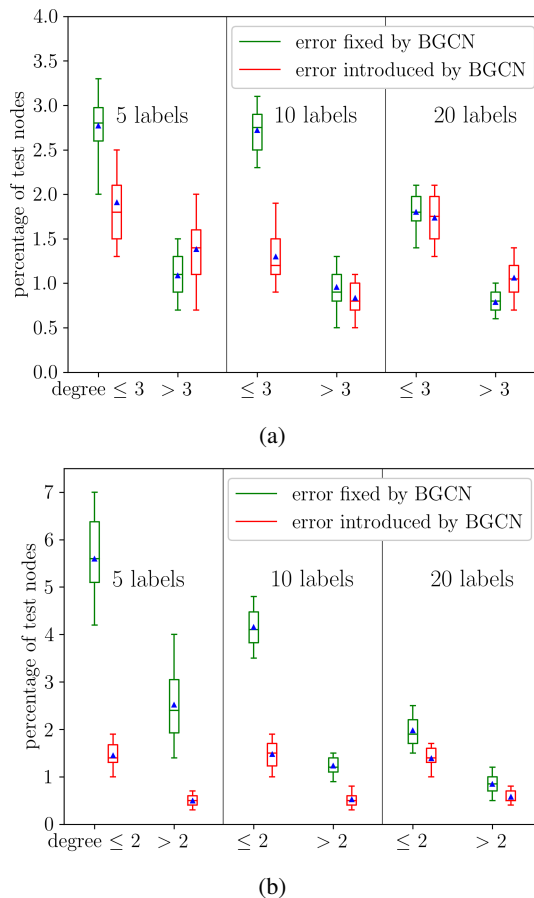 4.0
3.5
3.0
2.5
2.0
1.5
1.0
0.5
0.0
percentage of test nodes
error fixed by BGCN
error introduced by BGCN
5 labels
10 labels
20 labels
degree ≤ 3
> 3
≤ 3
> 3
≤ 3
> 3
(a)
7
6
5
4
3
2
1
0
percentage of test nodes
error fixed by BGCN
error introduced by BGCN
5 labels
10 labels
20 labels
degree ≤ 2
> 2
≤ 2
> 2
≤ 2
> 2
(b)